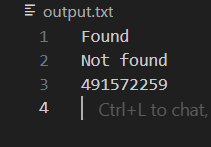 output.txt
1 Found
2 Not found
3 491572259
4 Ctrl+L to chat,